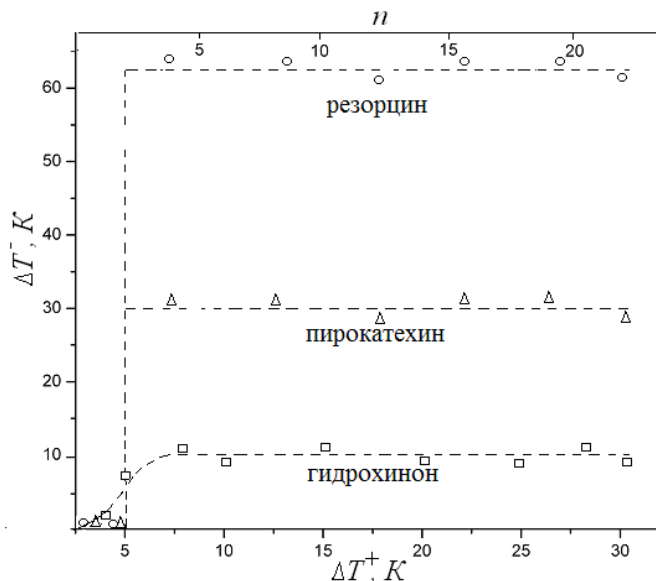 n
5 10 15 20
60
резорцин
50
40
ΔT⁻, К
30
пирокатехин
20
10
гидрохинон
5 10 15 20 25 30
ΔT⁺, К